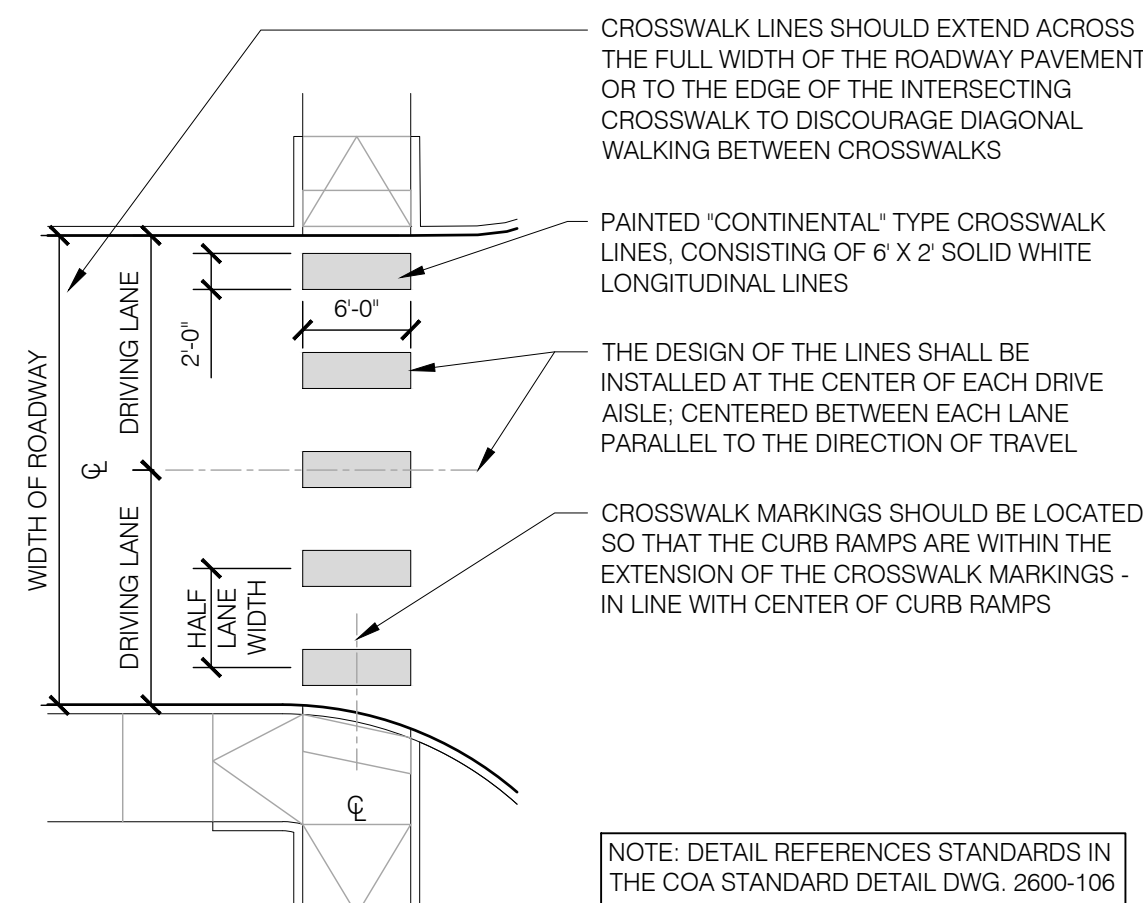 CROSSWALK LINES SHOULD EXTEND ACROSS
THE FULL WIDTH OF THE ROADWAY PAVEMENT
OR TO THE EDGE OF THE INTERSECTING
CROSSWALK TO DISCOURAGE DIAGONAL
WALKING BETWEEN CROSSWALKS
PAINTED "CONTINENTAL" TYPE CROSSWALK
LINES, CONSISTING OF 6' X 2' SOLID WHITE
LONGITUDINAL LINES
THE DESIGN OF THE LINES SHALL BE
INSTALLED AT THE CENTER OF EACH DRIVE
AISLE; CENTERED BETWEEN EACH LANE
PARALLEL TO THE DIRECTION OF TRAVEL
CROSSWALK MARKINGS SHOULD BE LOCATED
SO THAT THE CURB RAMPS ARE WITHIN THE
EXTENSION OF THE CROSSWALK MARKINGS -
IN LINE WITH CENTER OF CURB RAMPS
WIDTH OF ROADWAY
DRIVING LANE
DRIVING LANE
2'-0"
6'-0"
℄
HALF
LANE
WIDTH
℄
NOTE: DETAIL REFERENCES STANDARDS IN
THE COA STANDARD DETAIL DWG. 2600-106